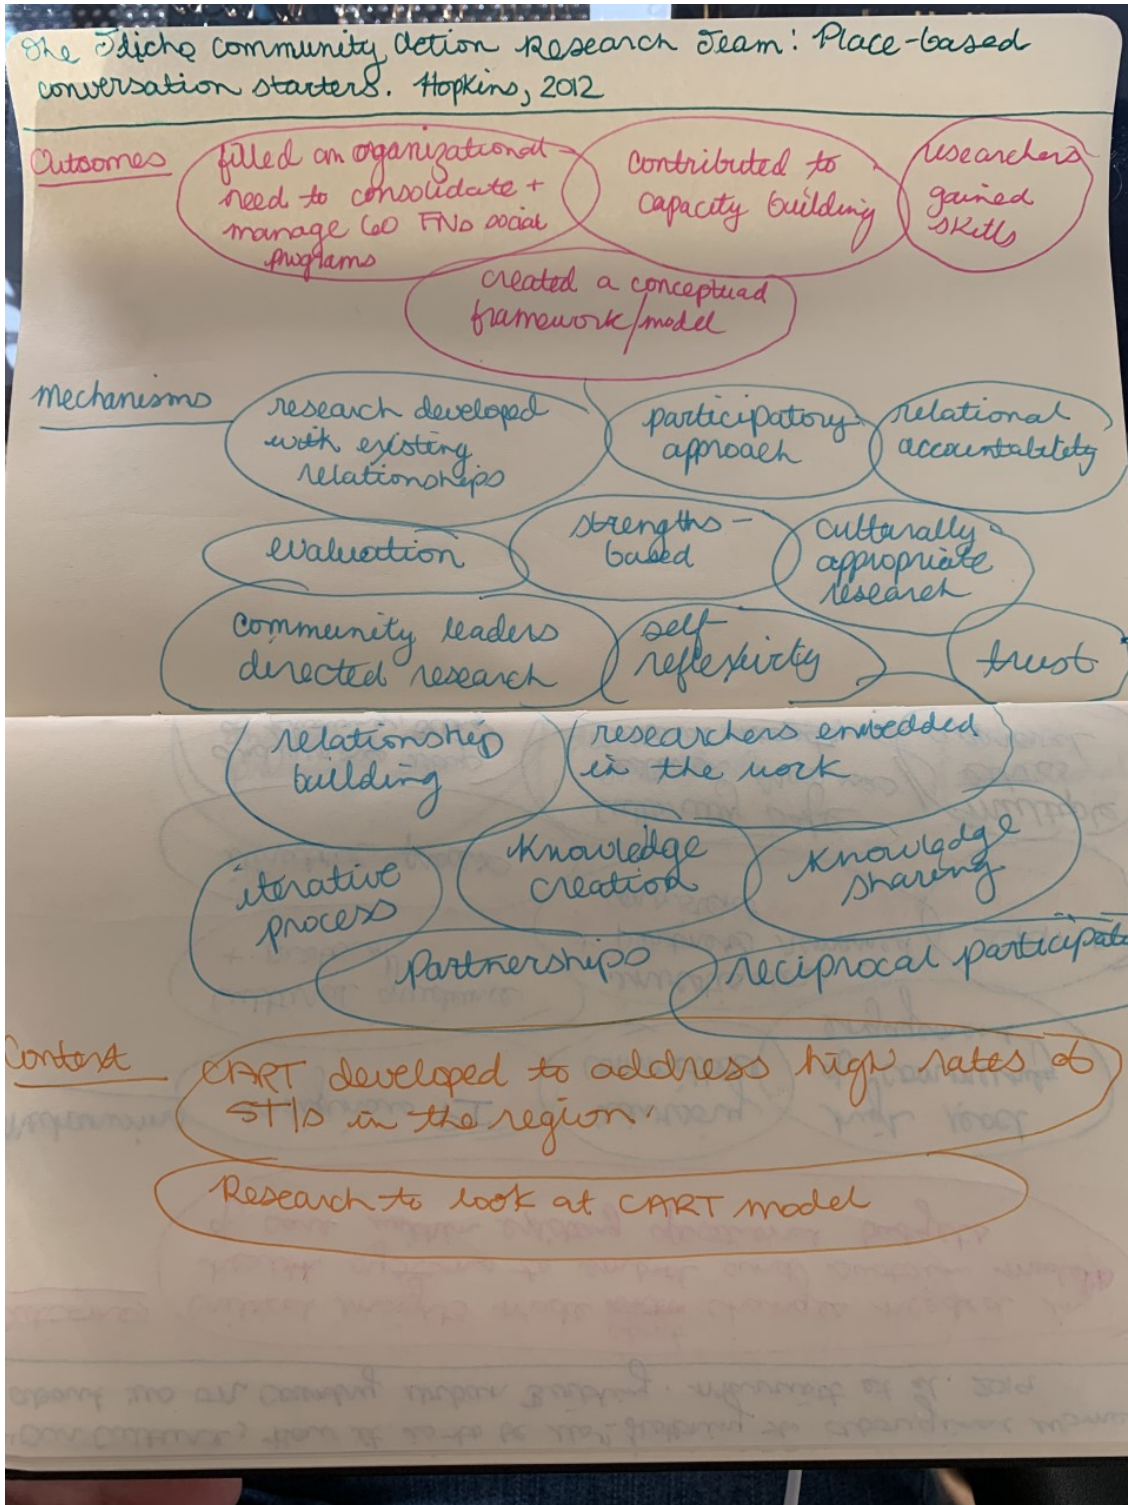 The Tlicho Community Action Research Team: Place-based
conversation starters. Hopkins, 2012
Outcomes
filled an organizational
need to consolidate +
manage 60 FNs social
programs
contributed to
capacity building
researchers
gained
skills
created a conceptual
framework/model
Mechanisms
research developed
with existing
relationships
participatory
approach
relational
accountability
evaluation
strengths-
based
culturally
appropriate
research
community leaders
directed research
self
reflexivity
trust
relationship
building
researchers embedded
in the work
iterative
process
knowledge
creation
knowledge
sharing
partnerships
reciprocal participat
Context
CART developed to address high rates of
STIs in the region.
Research to look at CART model